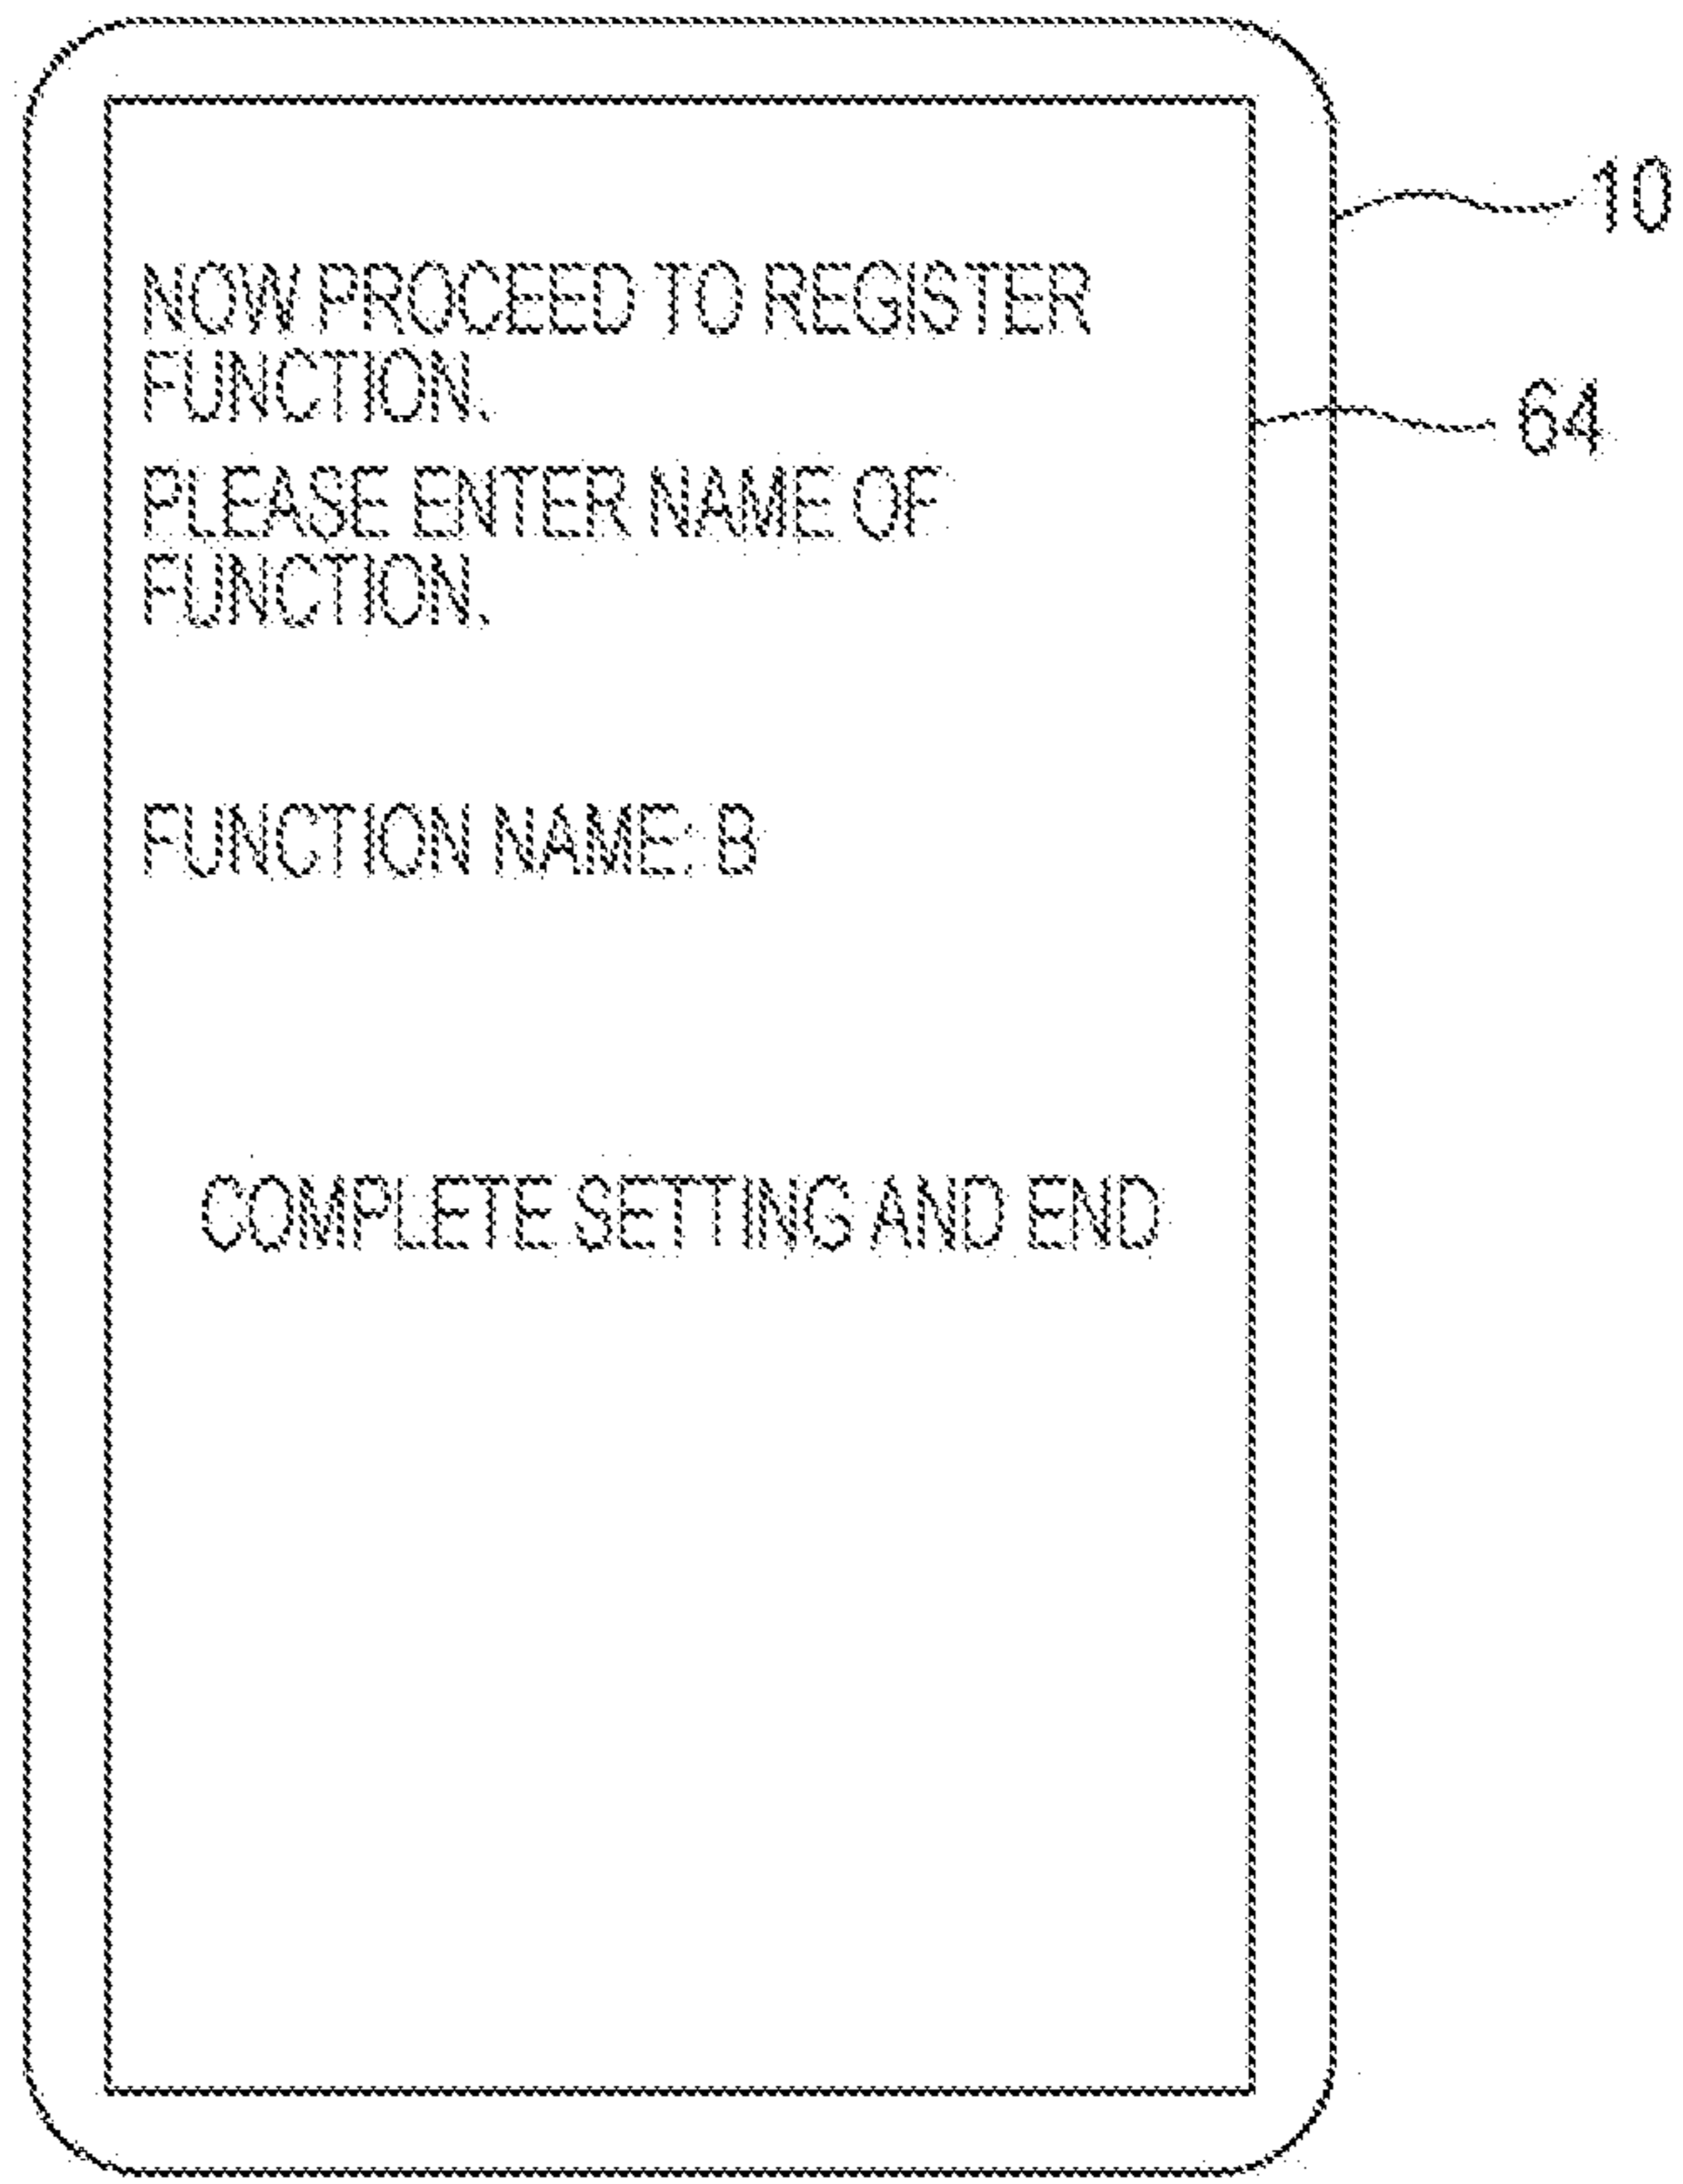 10
NOW PROCEED TO REGISTER
FUNCTION.
64
PLEASE ENTER NAME OF
FUNCTION.
FUNCTION NAME: B
COMPLETE SETTING AND END